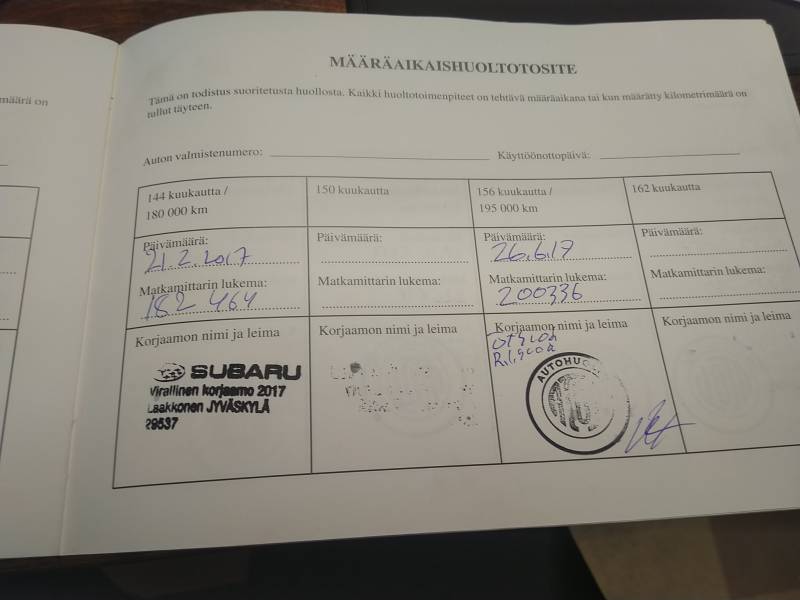 määrä on
MÄÄRÄAIKAISHUOLTOTOSITE
Tämä on todistus suoritetusta huollosta. Kaikki huoltotoimenpiteet on tehtävä määräaikana tai kun määrätty kilometrimäärä on
tullut täyteen.
Auton valmistenumero: Käyttöönottopäivä:
144 kuukautta /
180 000 km
150 kuukautta
156 kuukautta /
195 000 km
162 kuukautta
Päivämäärä:
21.2.2017
Päivämäärä:
Päivämäärä:
26.6.17
Päivämäärä:
Matkamittarin lukema:
182 464
Matkamittarin lukema:
Matkamittarin lukema:
200336
Matkamittarin lukema:
Korjaamon nimi ja leima
SUBARU
Virallinen korjaamo 2017
Laakkonen JYVÄSKYLÄ
29537
Korjaamon nimi ja leima
Korjaamon nimi ja leima
AUTOHUOL
Korjaamon nimi ja leima